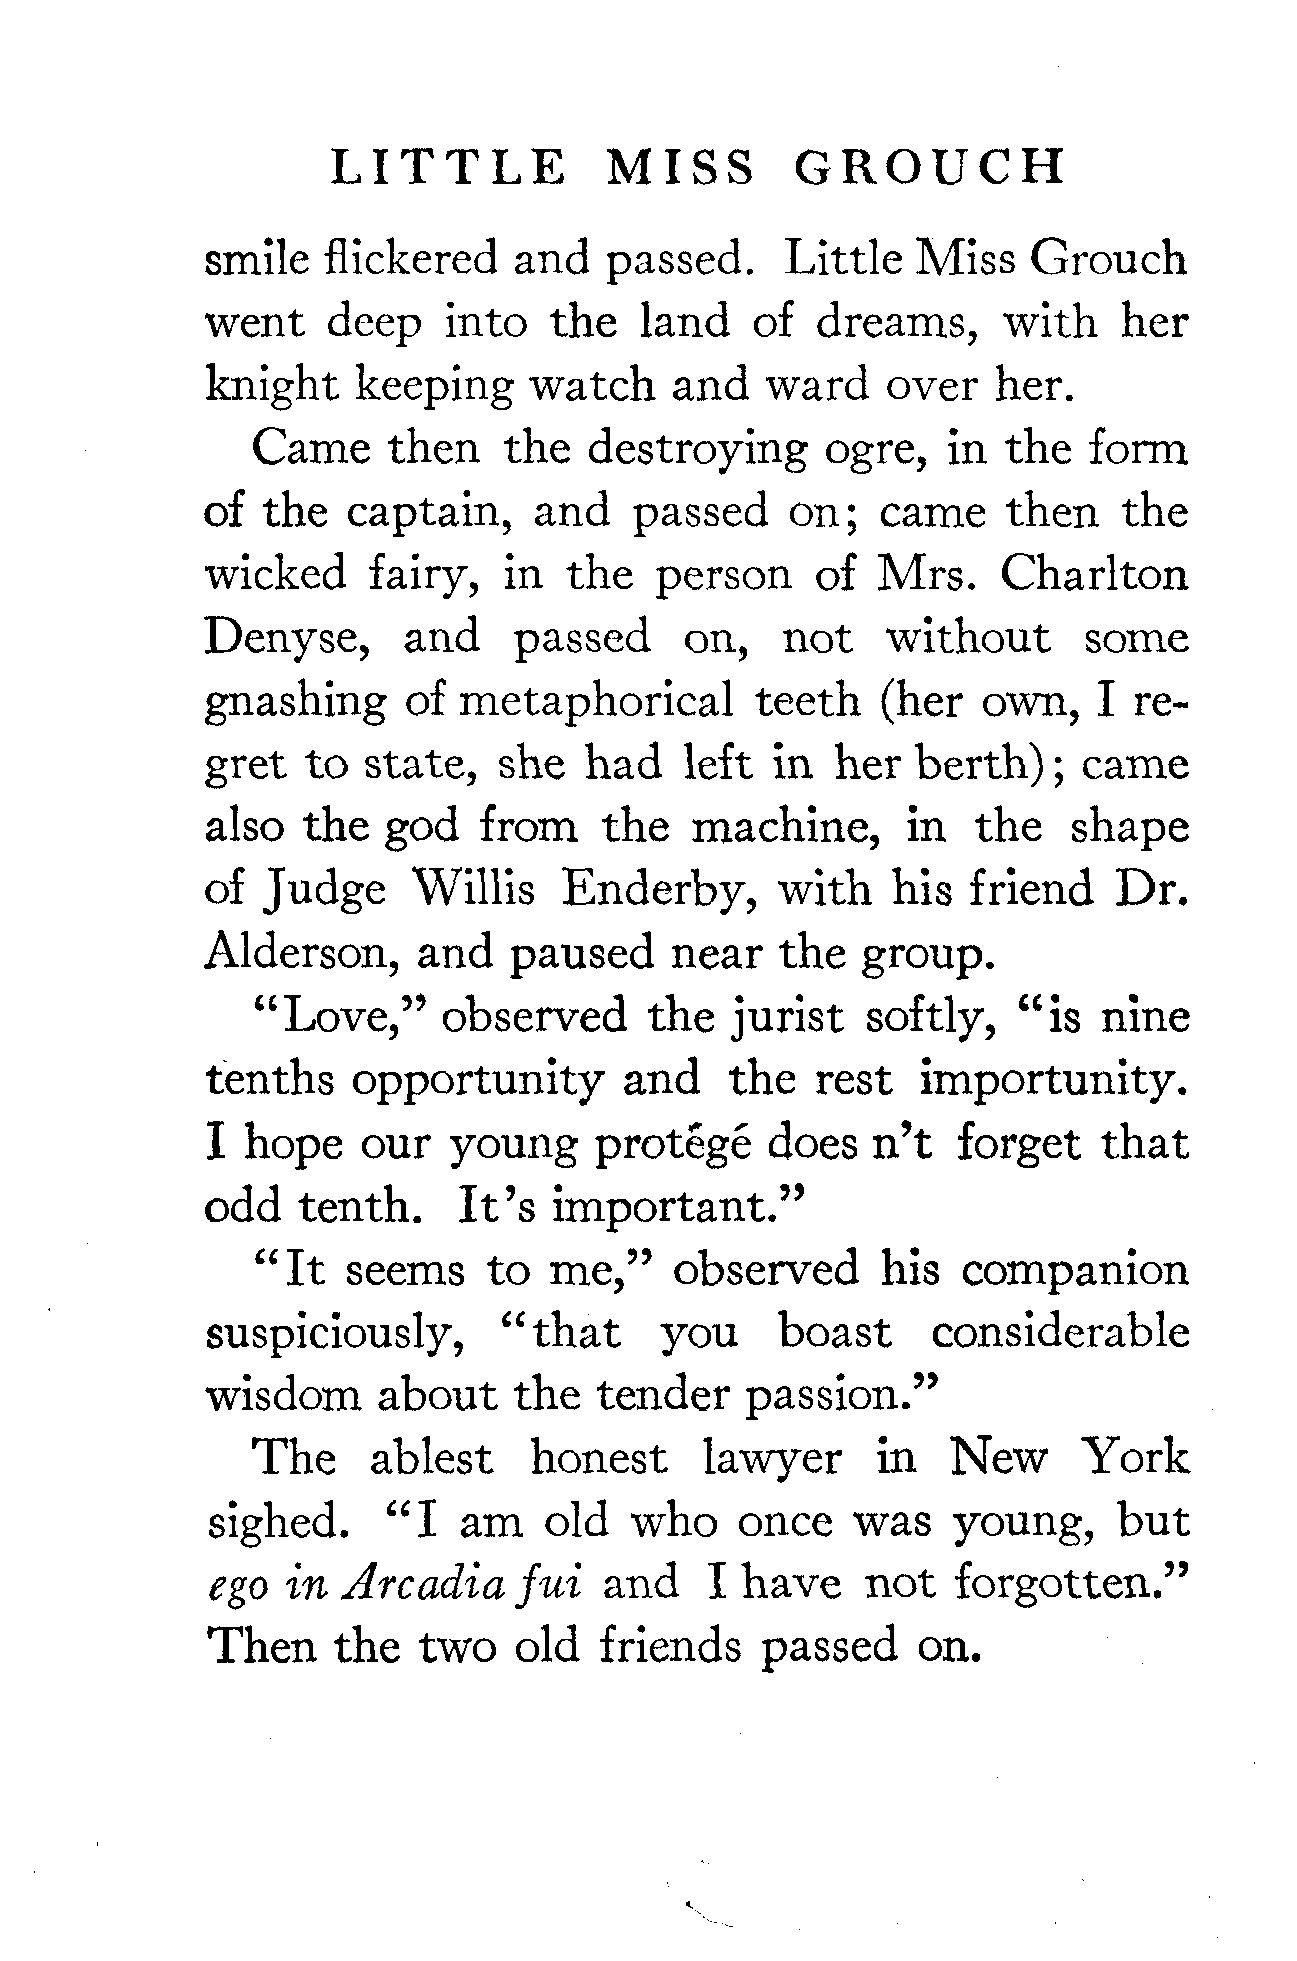 LITTLE MISS GROUCH
smile flickered and passed. Little Miss Grouch
went deep into the land of dreams, with her
knight keeping watch and ward over her.
Came then the destroying ogre, in the form
of the captain, and passed on; came then the
wicked fairy, in the person of Mrs. Charlton
Denyse, and passed on, not without some
gnashing of metaphorical teeth (her own, I re-
gret to state, she had left in her berth); came
also the god from the machine, in the shape
of Judge Willis Enderby, with his friend Dr.
Alderson, and paused near the group.
“Love,” observed the jurist softly, “is nine
tenths opportunity and the rest importunity.
I hope our young protégé does n’t forget that
odd tenth. It’s important.”
“It seems to me,” observed his companion
suspiciously, “that you boast considerable
wisdom about the tender passion.”
The ablest honest lawyer in New York
sighed. “I am old who once was young, but
ego in Arcadia fui and I have not forgotten.”
Then the two old friends passed on.